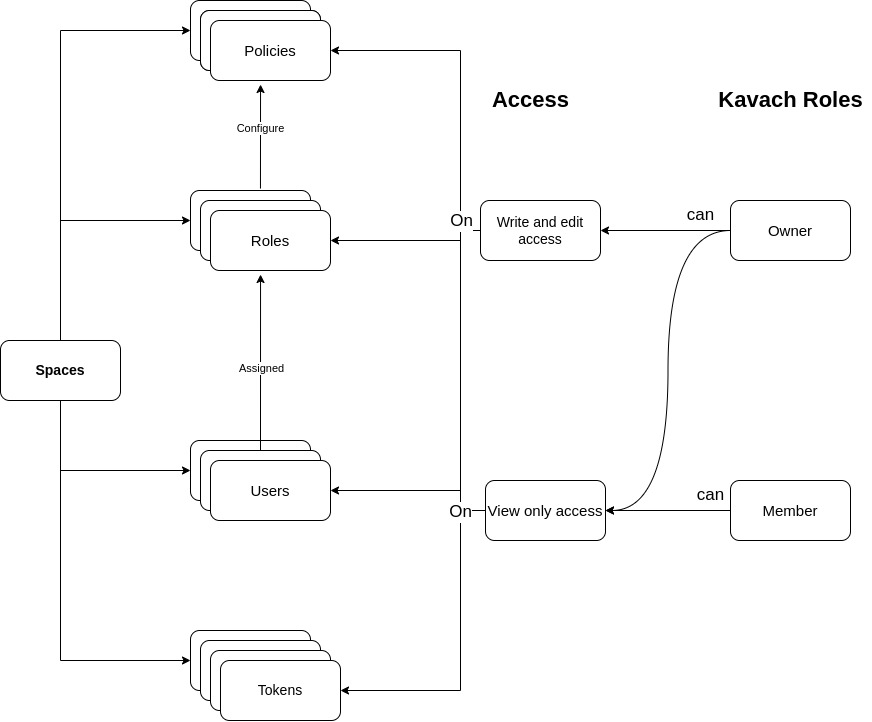 Policies
Access
Kavach Roles
Configure
can
On
Write and edit
access
Owner
Roles
Spaces
Assigned
Users
can
On
View only access
Member
Tokens